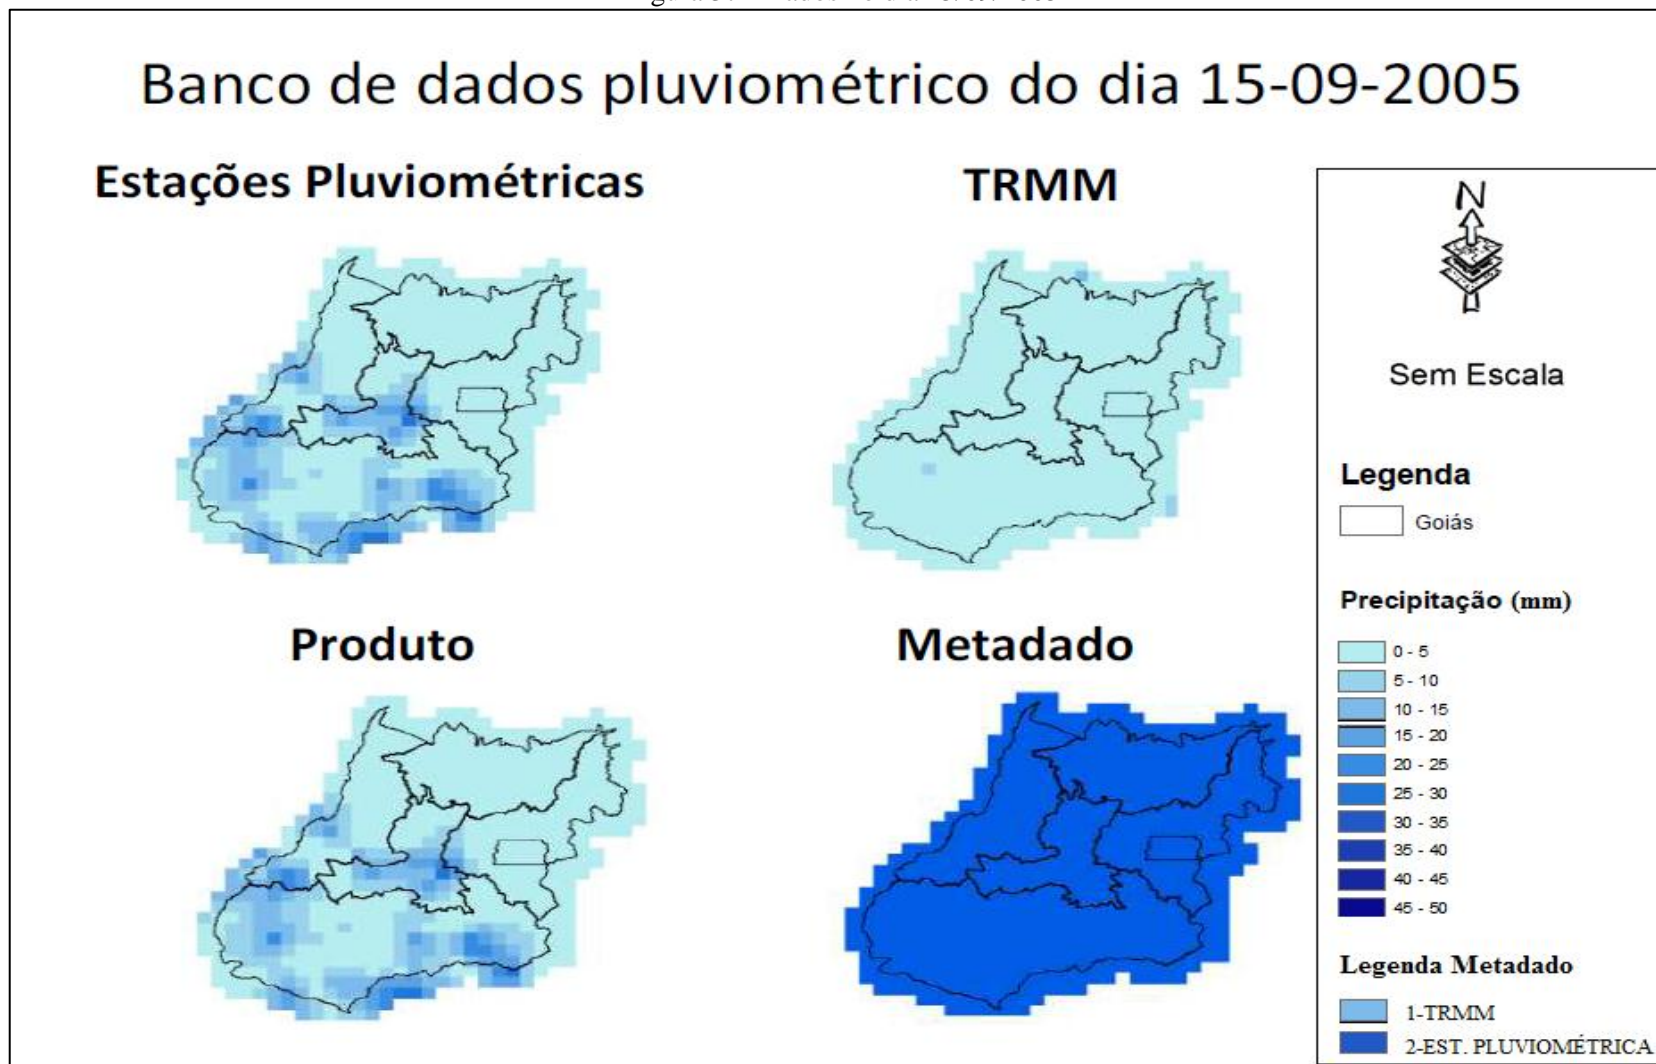 Banco de dados pluviométrico do dia 15-09-2005
Estações Pluviométricas
TRMM
Produto
Metadado
N
Sem Escala
Legenda
Goiás
Precipitação (mm)
0 - 5
5 - 10
10 - 15
15 - 20
20 - 25
25 - 30
30 - 35
35 - 40
40 - 45
45 - 50
Legenda Metadado
1-TRMM
2-EST. PLUVIOMÉTRICA